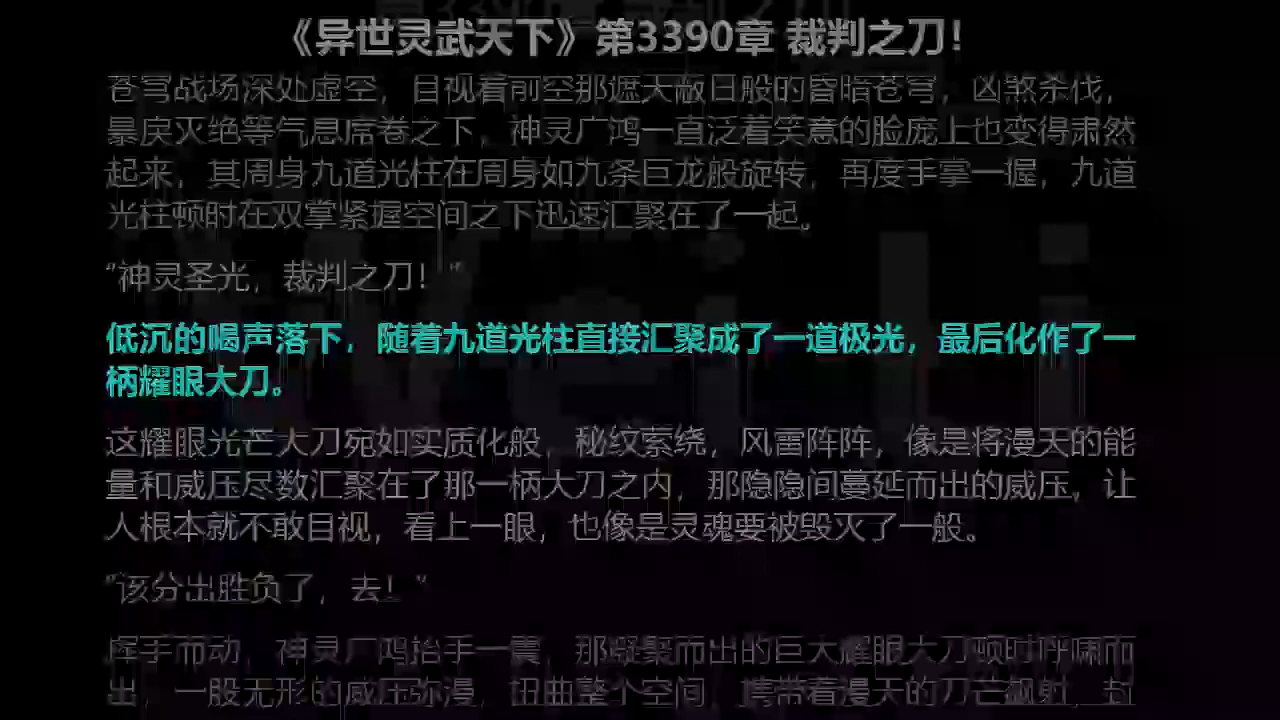 《异世灵武天下》第3390章 裁判之刀！
苍穹战场深处虚空，目视着前空那遮天蔽日般的昏暗苍穹，凶煞杀伐，
暴戾灭绝等气息席卷之下，神灵广鸿一直泛着笑意的脸庞上也变得肃然
起来，其周身九道光柱在周身如九条巨龙般旋转，再度手掌一握，九道
光柱顿时在双掌紧握空间之下迅速汇聚在了一起。
“神灵圣光，裁判之刀！”
低沉的喝声落下，随着九道光柱直接汇聚成了一道极光，最后化作了一
柄耀眼大刀。
这耀眼光芒大刀宛如实质化般，秘纹萦绕，风雷阵阵，像是将漫天的能
量和威压尽数汇聚在了那一柄大刀之内，那隐隐间蔓延而出的威压，让
人根本就不敢目视，看上一眼，也像是灵魂要被毁灭了一般。
“该分出胜负了，去！”
挥手而动，神灵广鸿抬手一震，那凝聚而出的巨大耀眼大刀顿时呼啸而
出，一股无形的威压弥漫，扭曲整个空间，携带着漫天的刀芒飙射，封